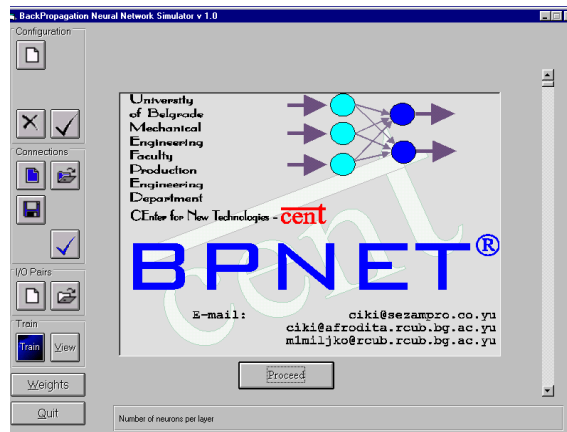 BackPropagation Neural Network Simulator v 1.0
Configuration
Connections
I/O Pairs
Train
Train
View
Weights
Quit
University
of Belgrade
Mechanical
Engineering
Faculty
Production
Engineering
Department
CEnter for New Technologies - cent
cent
BPNET®
E-mail: ciki@sezampro.co.yu
ciki@afrodita.rcub.bg.ac.yu
m1miljko@rcub.rcub.bg.ac.yu
Proceed
Number of neurons per layer